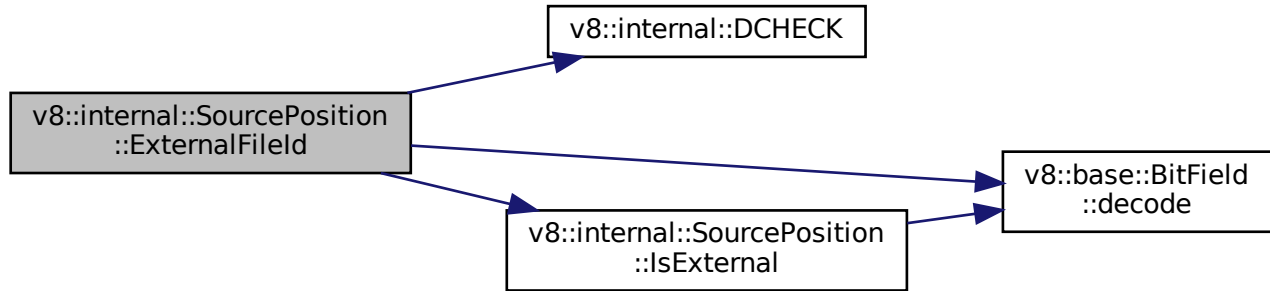 v8::internal::SourcePosition
::ExternalFileId
v8::internal::DCHECK
v8::internal::SourcePosition
::IsExternal
v8::base::BitField
::decode